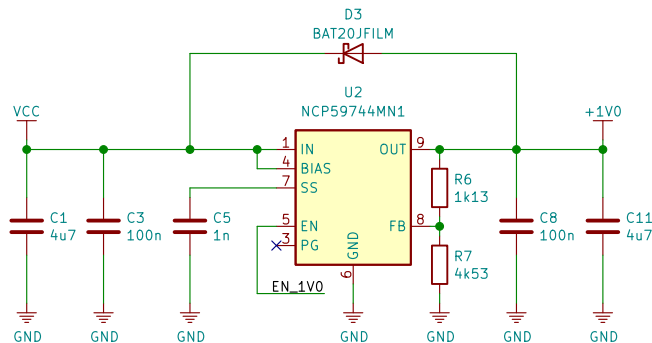 D3
BAT20JFILM
U2
NCP59744MN1
VCC
+1V0
1 IN OUT 9
4 BIAS
7 SS
R6
1k13
5 EN FB 8
3 PG
GND
6
C1
4u7
C3
100n
C5
1n
C8
100n
C11
4u7
R7
4k53
EN_1V0
GND GND GND GND GND GND GND